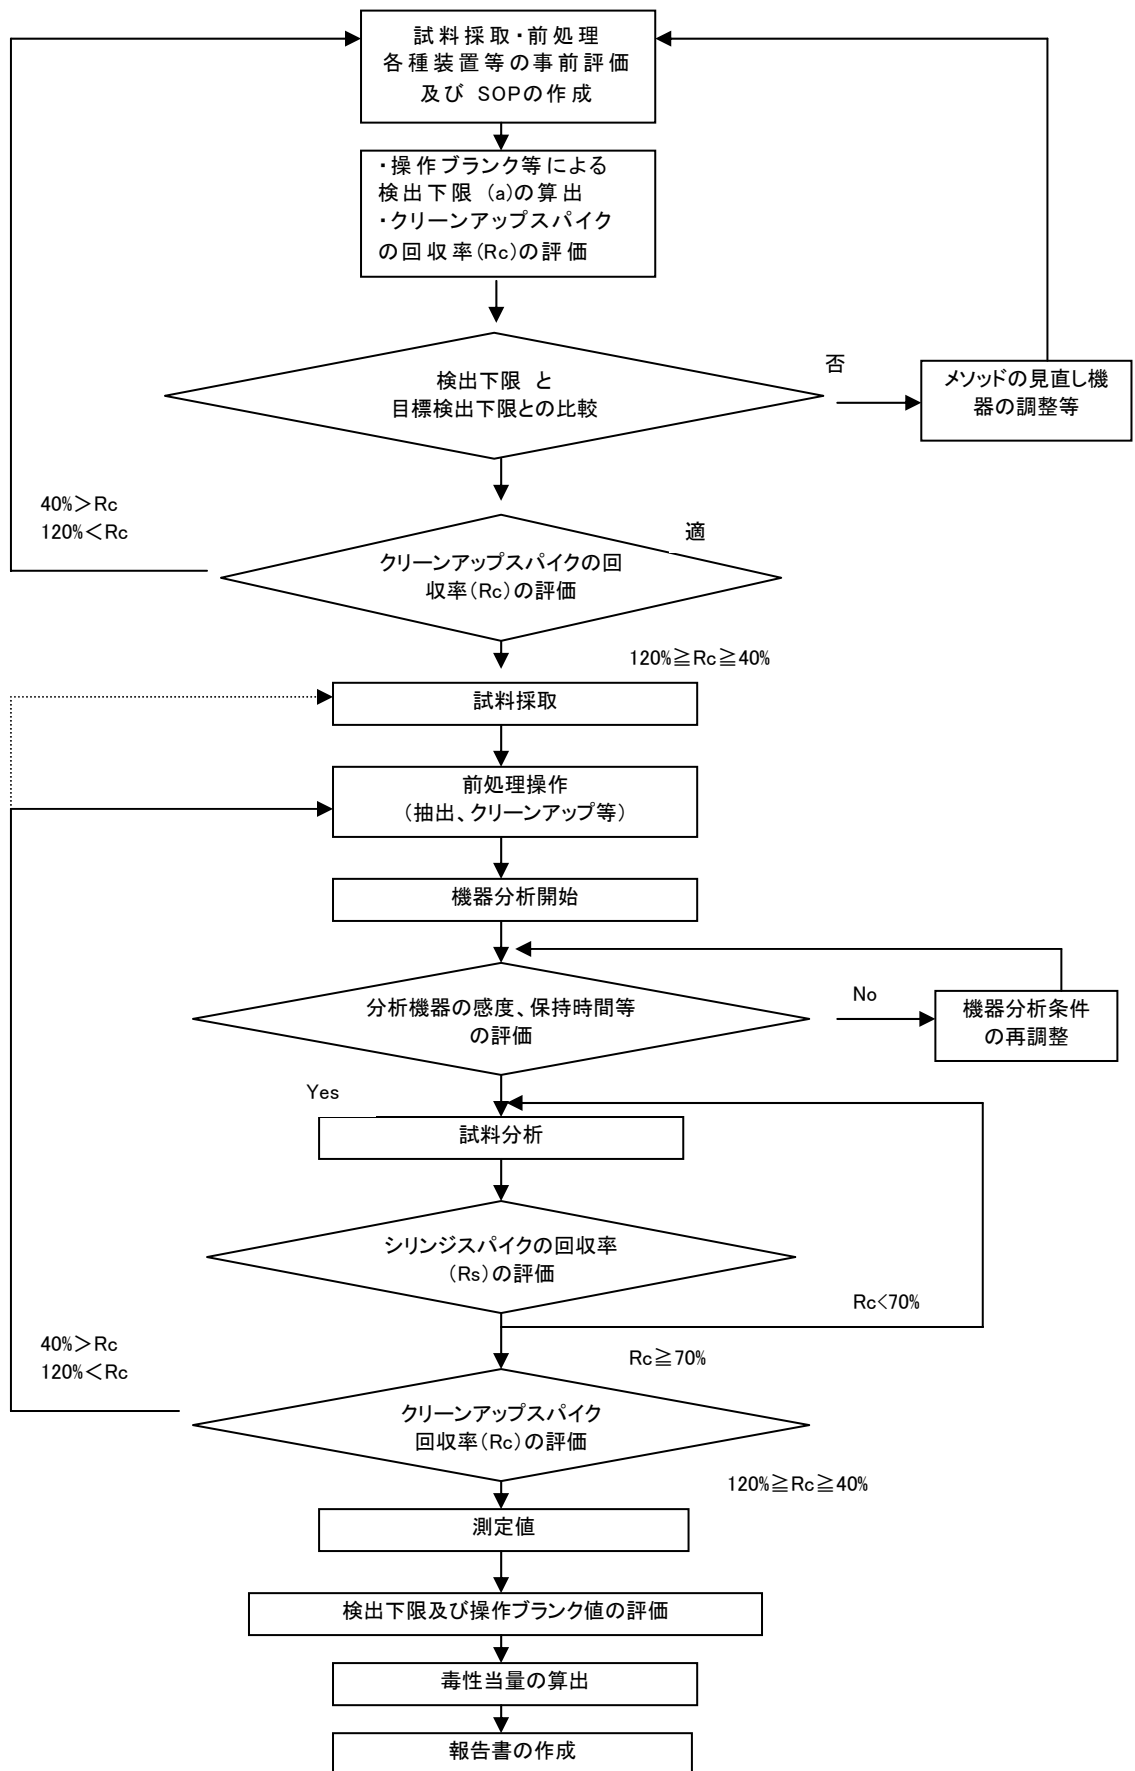 試料採取・前処理
各種装置等の事前評価
及び SOPの作成
・操作ブランク等による
検出下限 (a)の算出
・クリーンアップスパイク
の回収率(Rc)の評価
検出下限 と
目標検出下限との比較
否
メソッドの見直し機
器の調整等
40%>Rc
120%<Rc
適
クリーンアップスパイクの回
収率(Rc)の評価
120%≧Rc≧40%
試料採取
前処理操作
(抽出、クリーンアップ等)
機器分析開始
分析機器の感度、保持時間等
の評価
No
機器分析条件
の再調整
Yes
試料分析
シリンジスパイクの回収率
(Rs)の評価
Rc<70%
Rc≧70%
40%>Rc
120%<Rc
クリーンアップスパイク
回収率(Rc)の評価
120%≧Rc≧40%
測定値
検出下限及び操作ブランク値の評価
毒性当量の算出
報告書の作成